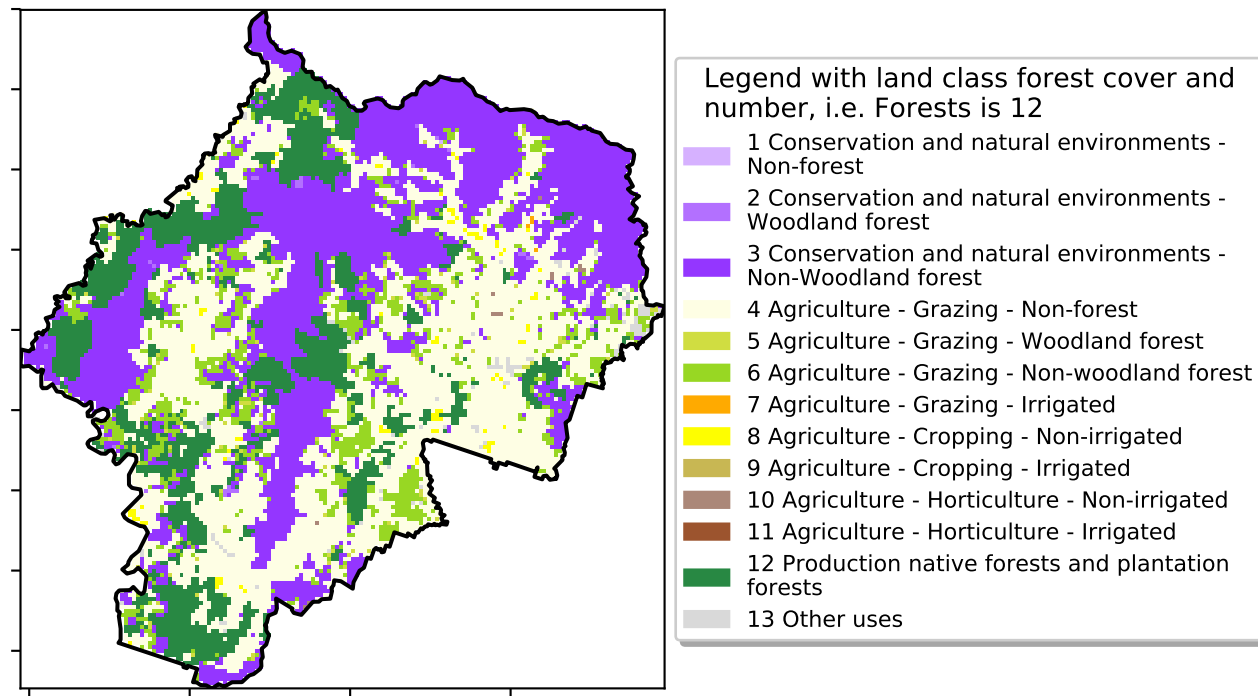 Legend with land class forest cover and
number, i.e. Forests is 12
1 Conservation and natural environments -
Non-forest
2 Conservation and natural environments -
Woodland forest
3 Conservation and natural environments -
Non-Woodland forest
4 Agriculture - Grazing - Non-forest
5 Agriculture - Grazing - Woodland forest
6 Agriculture - Grazing - Non-woodland forest
7 Agriculture - Grazing - Irrigated
8 Agriculture - Cropping - Non-irrigated
9 Agriculture - Cropping - Irrigated
10 Agriculture - Horticulture - Non-irrigated
11 Agriculture - Horticulture - Irrigated
12 Production native forests and plantation
forests
13 Other uses